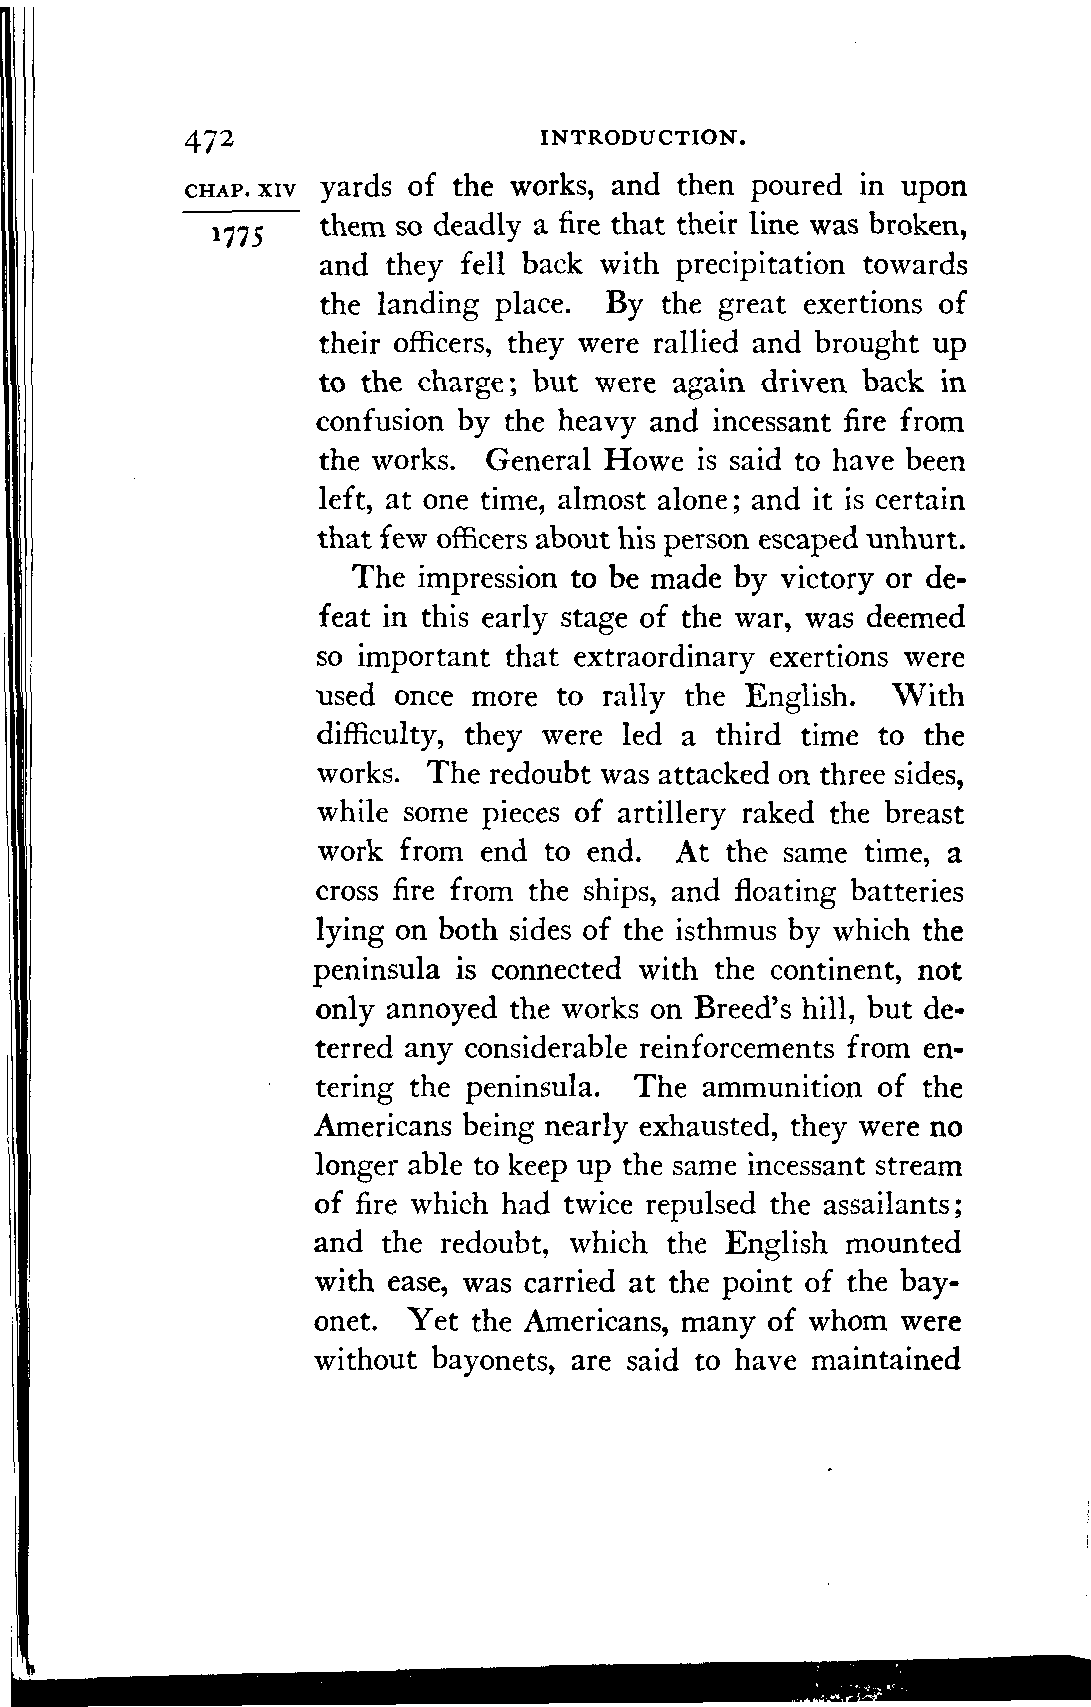 472 INTRODUCTION.
CHAP. XIV yards of the works, and then poured in upon
1775 them so deadly a fire that their line was broken,
and they fell back with precipitation towards
the landing place. By the great exertions of
their officers, they were rallied and brought up
to the charge; but were again driven back in
confusion by the heavy and incessant fire from
the works. General Howe is said to have been
left, at one time, almost alone; and it is certain
that few officers about his person escaped unhurt.
The impression to be made by victory or de-
feat in this early stage of the war, was deemed
so important that extraordinary exertions were
used once more to rally the English. With
difficulty, they were led a third time to the
works. The redoubt was attacked on three sides,
while some pieces of artillery raked the breast
work from end to end. At the same time, a
cross fire from the ships, and floating batteries
lying on both sides of the isthmus by which the
peninsula is connected with the continent, not
only annoyed the works on Breed's hill, but de-
terred any considerable reinforcements from en-
tering the peninsula. The ammunition of the
Americans being nearly exhausted, they were no
longer able to keep up the same incessant stream
of fire which had twice repulsed the assailants;
and the redoubt, which the English mounted
with ease, was carried at the point of the bay-
onet. Yet the Americans, many of whom were
without bayonets, are said to have maintained